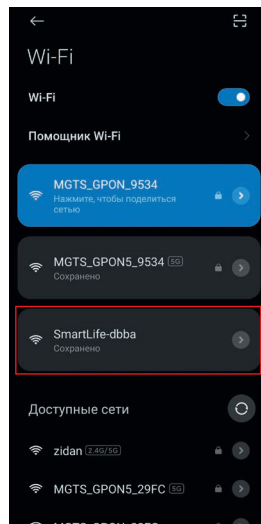 Wi-Fi
Wi-Fi
Помощник Wi-Fi
MGTS_GPON_9534
Нажмите, чтобы поделиться
сетью
MGTS_GPON5_9534 5G
Сохранено
SmartLife-dbba
Сохранено
Доступные сети
zidan 2.4G/5G
MGTS_GPON5_29FC 5G